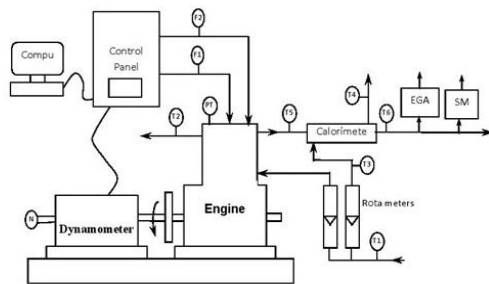 F2
Compu
Control
Panel
F1
T4
EGA
SM
T2
PT
T5
Calorimete
T6
T3
Engine
Rota meters
N
Dynamometer
T1